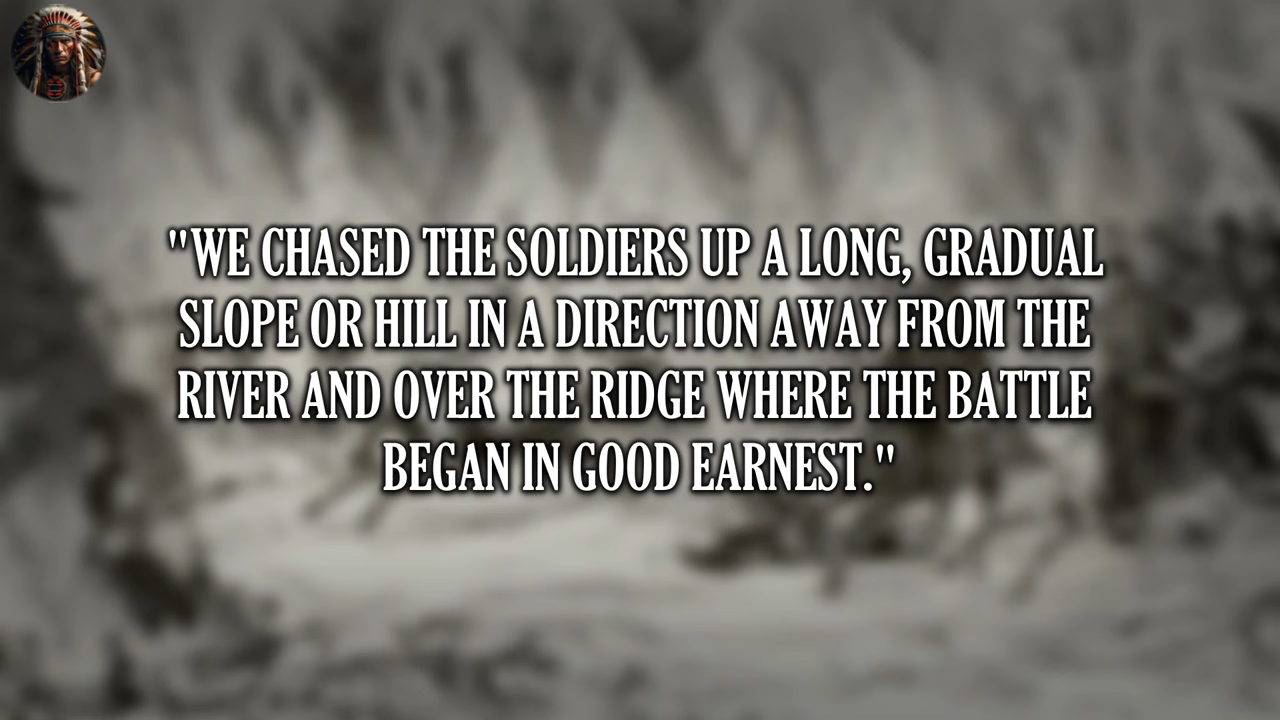 "WE CHASED THE SOLDIERS UP A LONG, GRADUAL
SLOPE OR HILL IN A DIRECTION AWAY FROM THE
RIVER AND OVER THE RIDGE WHERE THE BATTLE
BEGAN IN GOOD EARNEST."